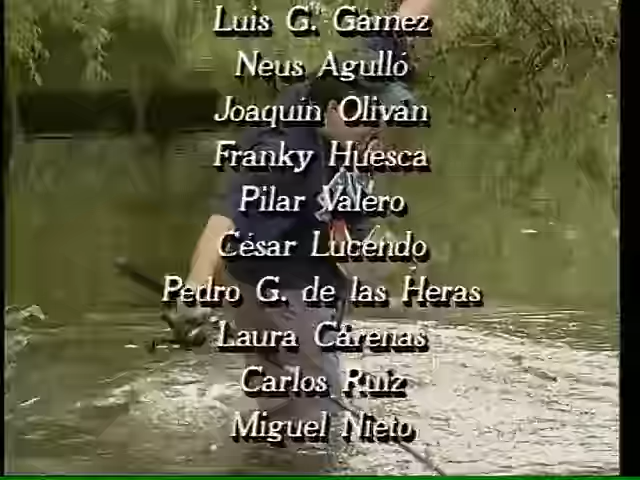 Luis G. Gámez
Neus Agulló
Joaquín Oliván
Franky Huesca
Pilar Valero
César Lucendo
Pedro G. de las Heras
Laura Cárenas
Carlos Ruiz
Miguel Nieto